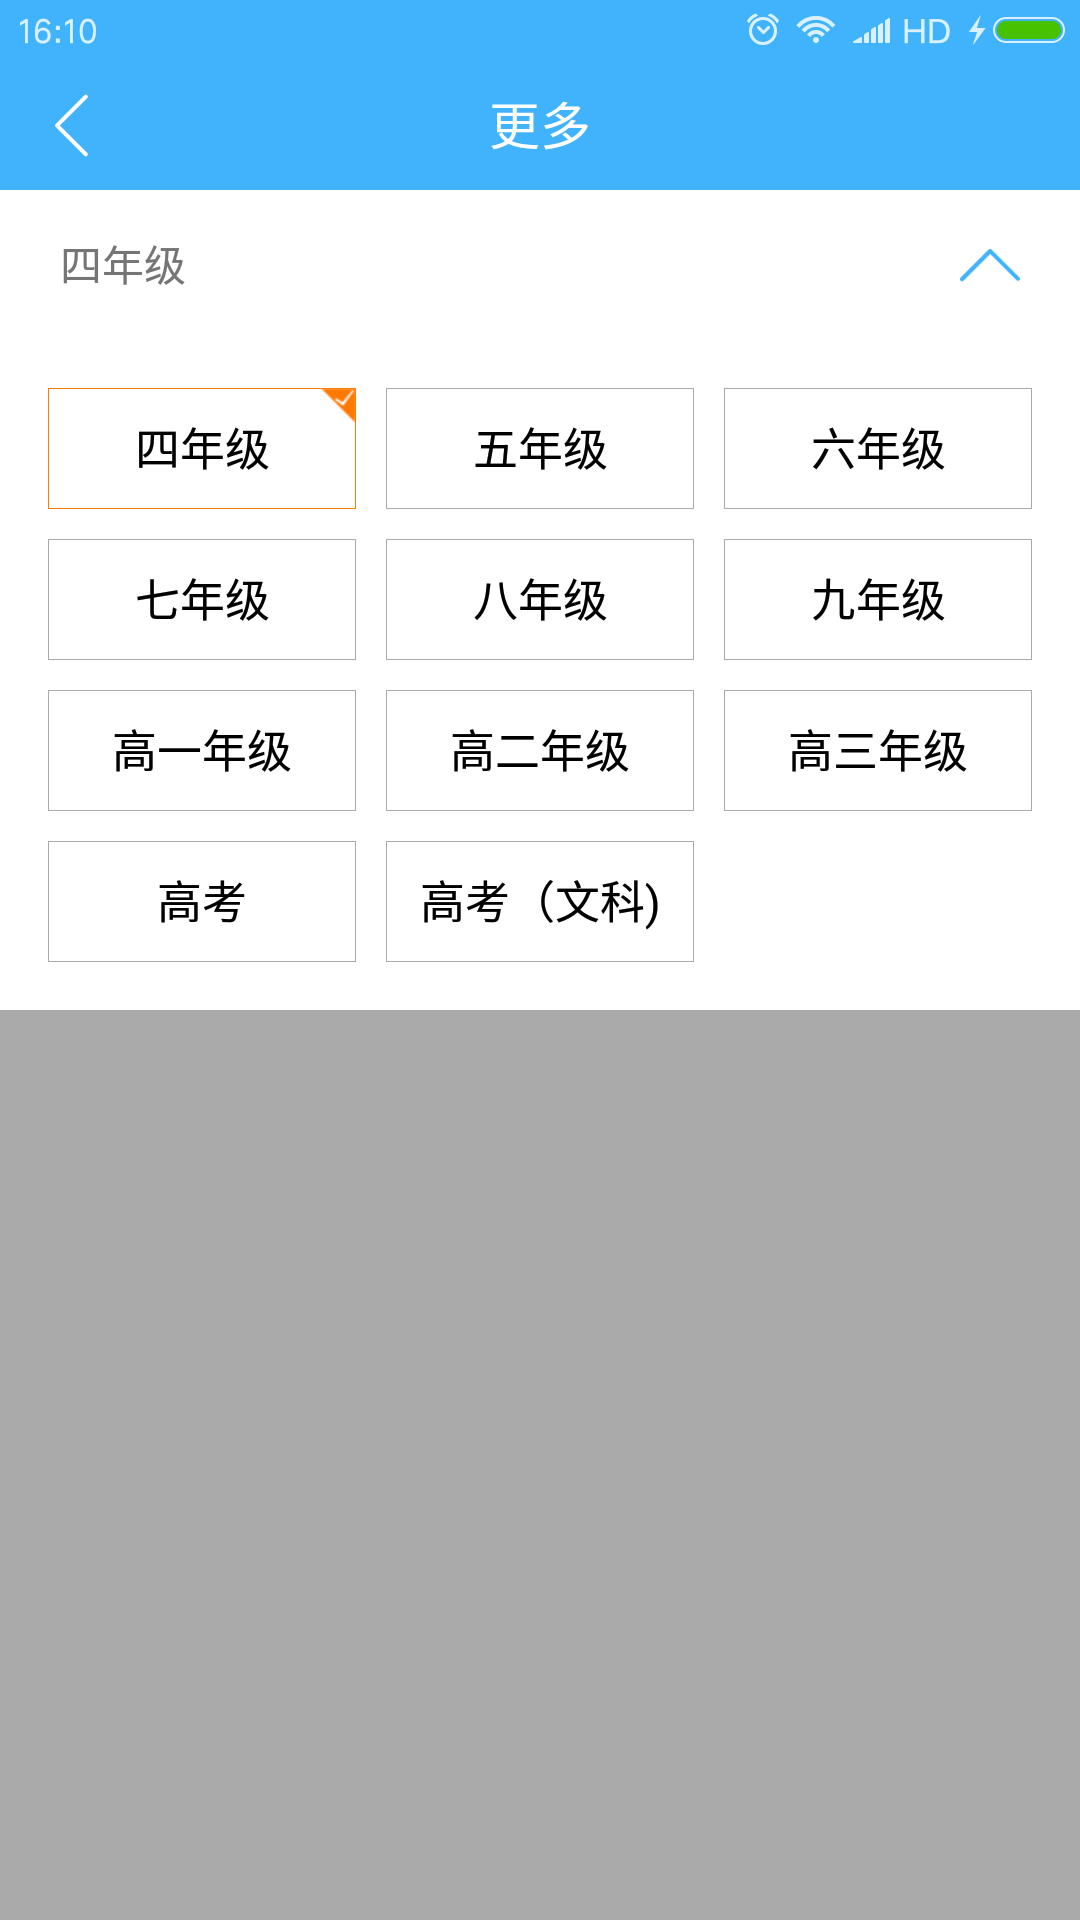 16:10 HD
更多
四年级
四年级 五年级 六年级
七年级 八年级 九年级
高一年级 高二年级 高三年级
高考 高考（文科)